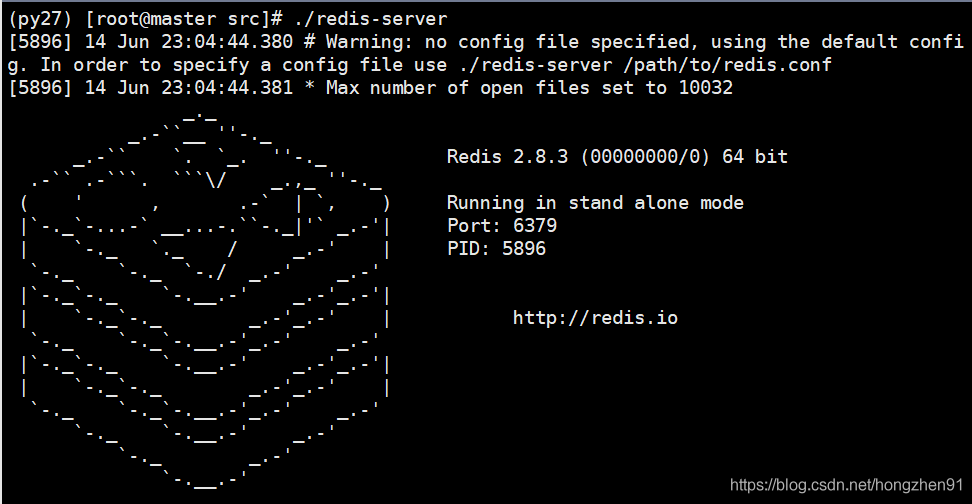 (py27) [root@master src]# ./redis-server
[5896] 14 Jun 23:04:44.380 # Warning: no config file specified, using the default confi
g. In order to specify a config file use ./redis-server /path/to/redis.conf
[5896] 14 Jun 23:04:44.381 * Max number of open files set to 10032
Redis 2.8.3 (00000000/0) 64 bit
Running in stand alone mode
Port: 6379
PID: 5896
http://redis.io
https://blog.csdn.net/hongzhen91